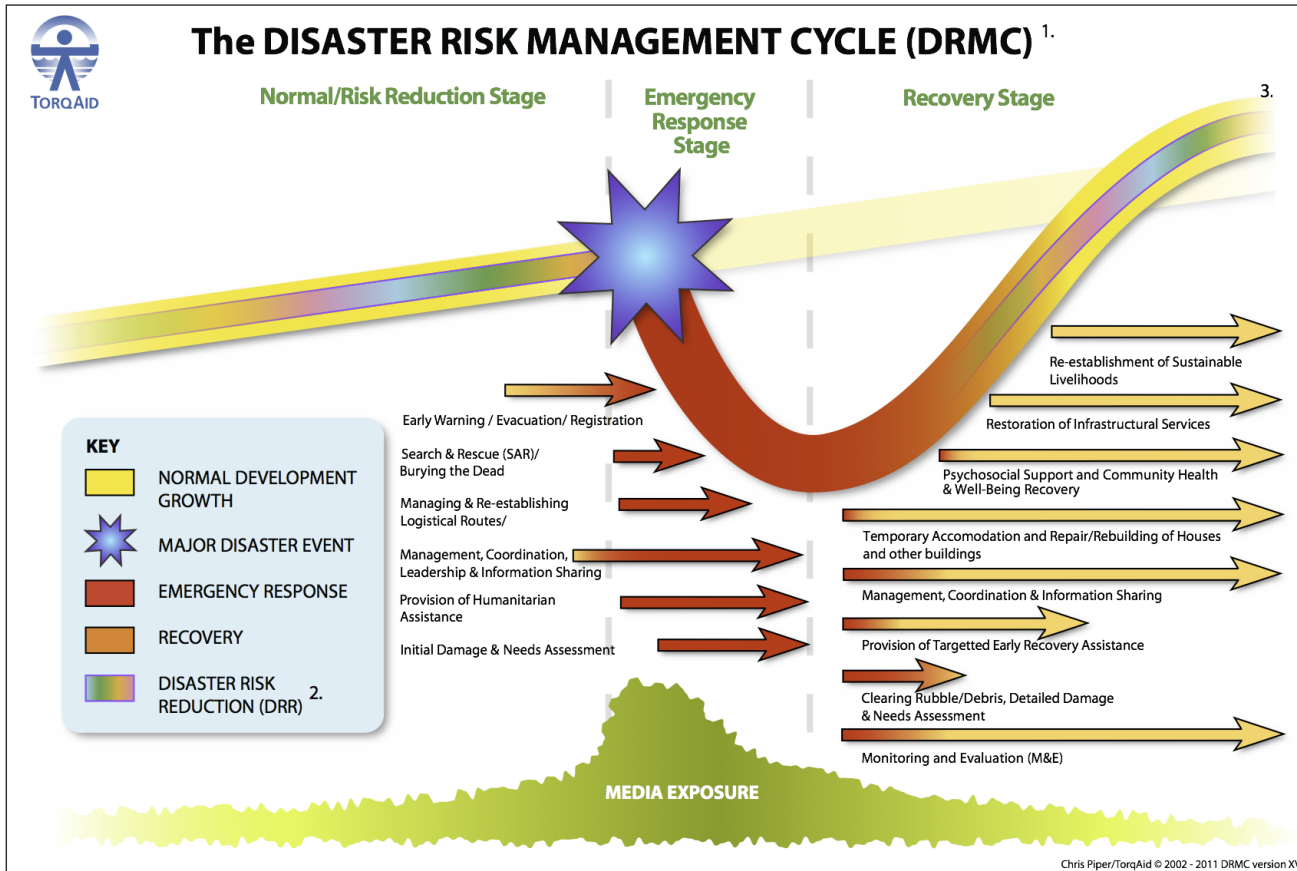 The DISASTER RISK MANAGEMENT CYCLE (DRMC) 1.
TORQAID
Normal/Risk Reduction Stage
Emergency
Response
Stage
Recovery Stage
3.
Early Warning / Evacuation/ Registration
Search & Rescue (SAR)/
Burying the Dead
Managing & Re-establishing
Logistical Routes/
Management, Coordination,
Leadership & Information Sharing
Provision of Humanitarian
Assistance
Initial Damage & Needs Assessment
Re-establishment of Sustainable
Livelihoods
Restoration of Infrastructural Services
Psychosocial Support and Community Health
& Well-Being Recovery
Temporary Accomodation and Repair/Rebuilding of Houses
and other buildings
Management, Coordination & Information Sharing
Provision of Targetted Early Recovery Assistance
Clearing Rubble/Debris, Detailed Damage
& Needs Assessment
Monitoring and Evaluation (M&E)
KEY
NORMAL DEVELOPMENT
GROWTH
MAJOR DISASTER EVENT
EMERGENCY RESPONSE
RECOVERY
DISASTER RISK
REDUCTION (DRR) 2.
MEDIA EXPOSURE
Chris Piper/TorqAid © 2002 - 2011 DRMC version